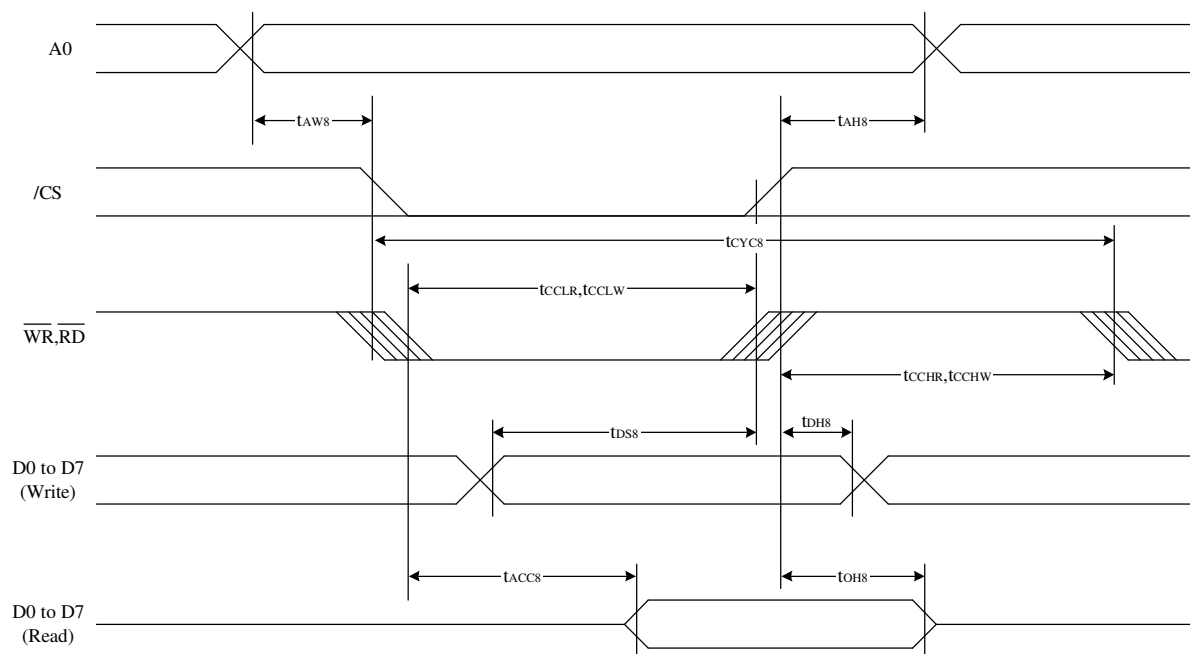 A0
tAW8
tAH8
/CS
tCYC8
tCCLR,tCCLW
WR,RD
tCCHR,tCCHW
tDS8
tDH8
D0 to D7
(Write)
tACC8
tOH8
D0 to D7
(Read)